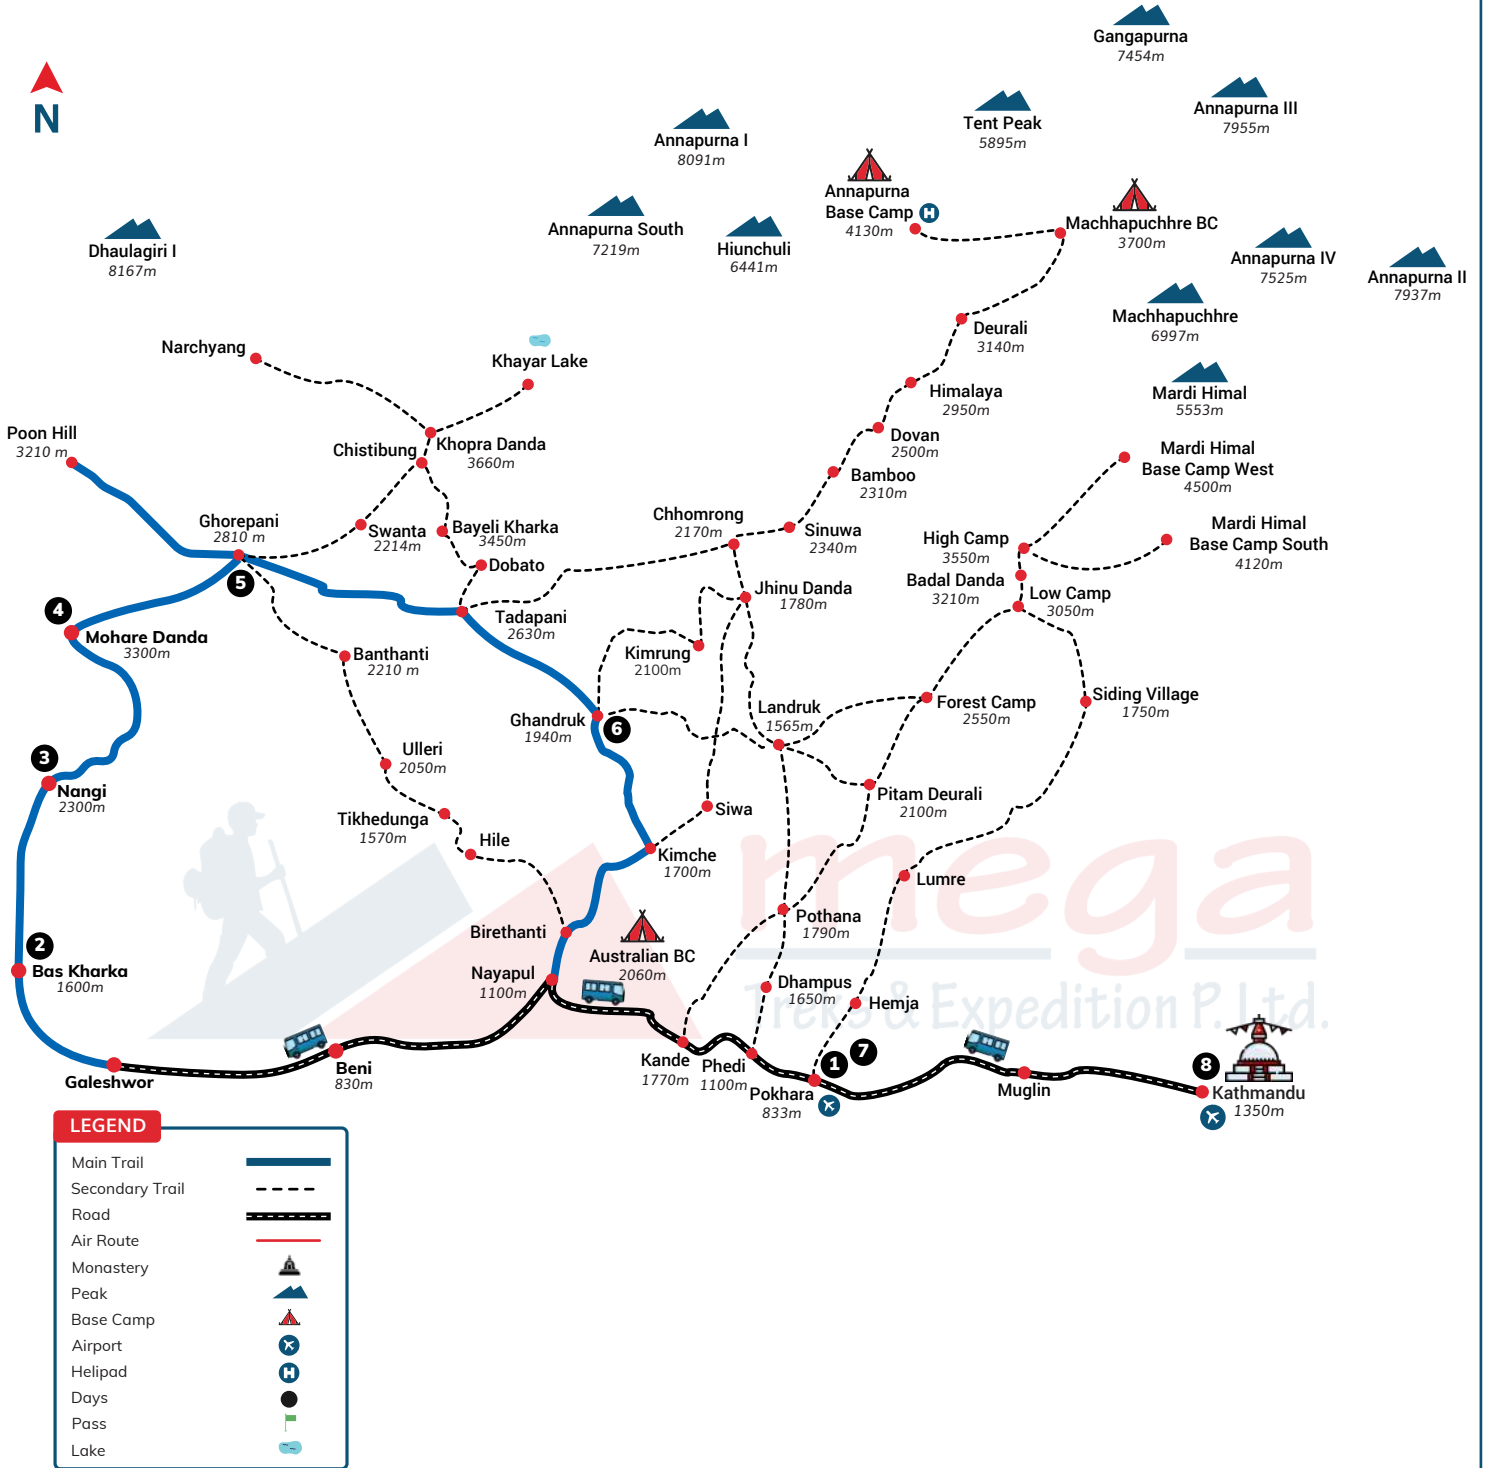 Gangapurna
7454m
Annapurna III
7955m
Tent Peak
5895m
Annapurna I
8091m
N
Annapurna
Base Camp
4130m
H
Machhapuchhre BC
3700m
Annapurna South
7219m
Hiunchuli
6441m
Dhaulagiri I
8167m
Annapurna IV
7525m
Annapurna II
7937m
Machhapuchhre
6997m
Deurali
3140m
Narchyang
Khayar Lake
Himalaya
2950m
Mardi Himal
5553m
Poon Hill
3210 m
Chistibung
Khopra Danda
3660m
Dovan
2500m
Mardi Himal
Base Camp West
4500m
Bamboo
2310m
Ghorepani
2810 m
Swanta
2214m
Bayeli Kharka
3450m
Chhomrong
2170m
Sinuwa
2340m
High Camp
3550m
Mardi Himal
Base Camp South
4120m
Dobato
5
Badal Danda
3210m
Jhinu Danda
1780m
Low Camp
3050m
4
Mohare Danda
3300m
Tadapani
2630m
Banthanti
2210 m
Kimrung
2100m
Ghandruk
1940m
6
Landruk
1565m
Forest Camp
2550m
Siding Village
1750m
3
Nangi
2300m
Ulleri
2050m
Pitam Deurali
2100m
Tikhedunga
1570m
Hile
Siwa
Kimche
1700m
Lumre
mega
Treks & Expedition P. Ltd.
2
Bas Kharka
1600m
Birethanti
Australian BC
2060m
Pothana
1790m
Nayapul
1100m
Dhampus
1650m
Hemja
Galeshwor
Beni
830m
Kande
1770m
Phedi
1100m
1
7
Pokhara
833m
Muglin
8
Kathmandu
1350m
LEGEND
Main Trail
Secondary Trail
Road
Air Route
Monastery
Peak
Base Camp
Airport
Helipad
H
Days
Pass
Lake